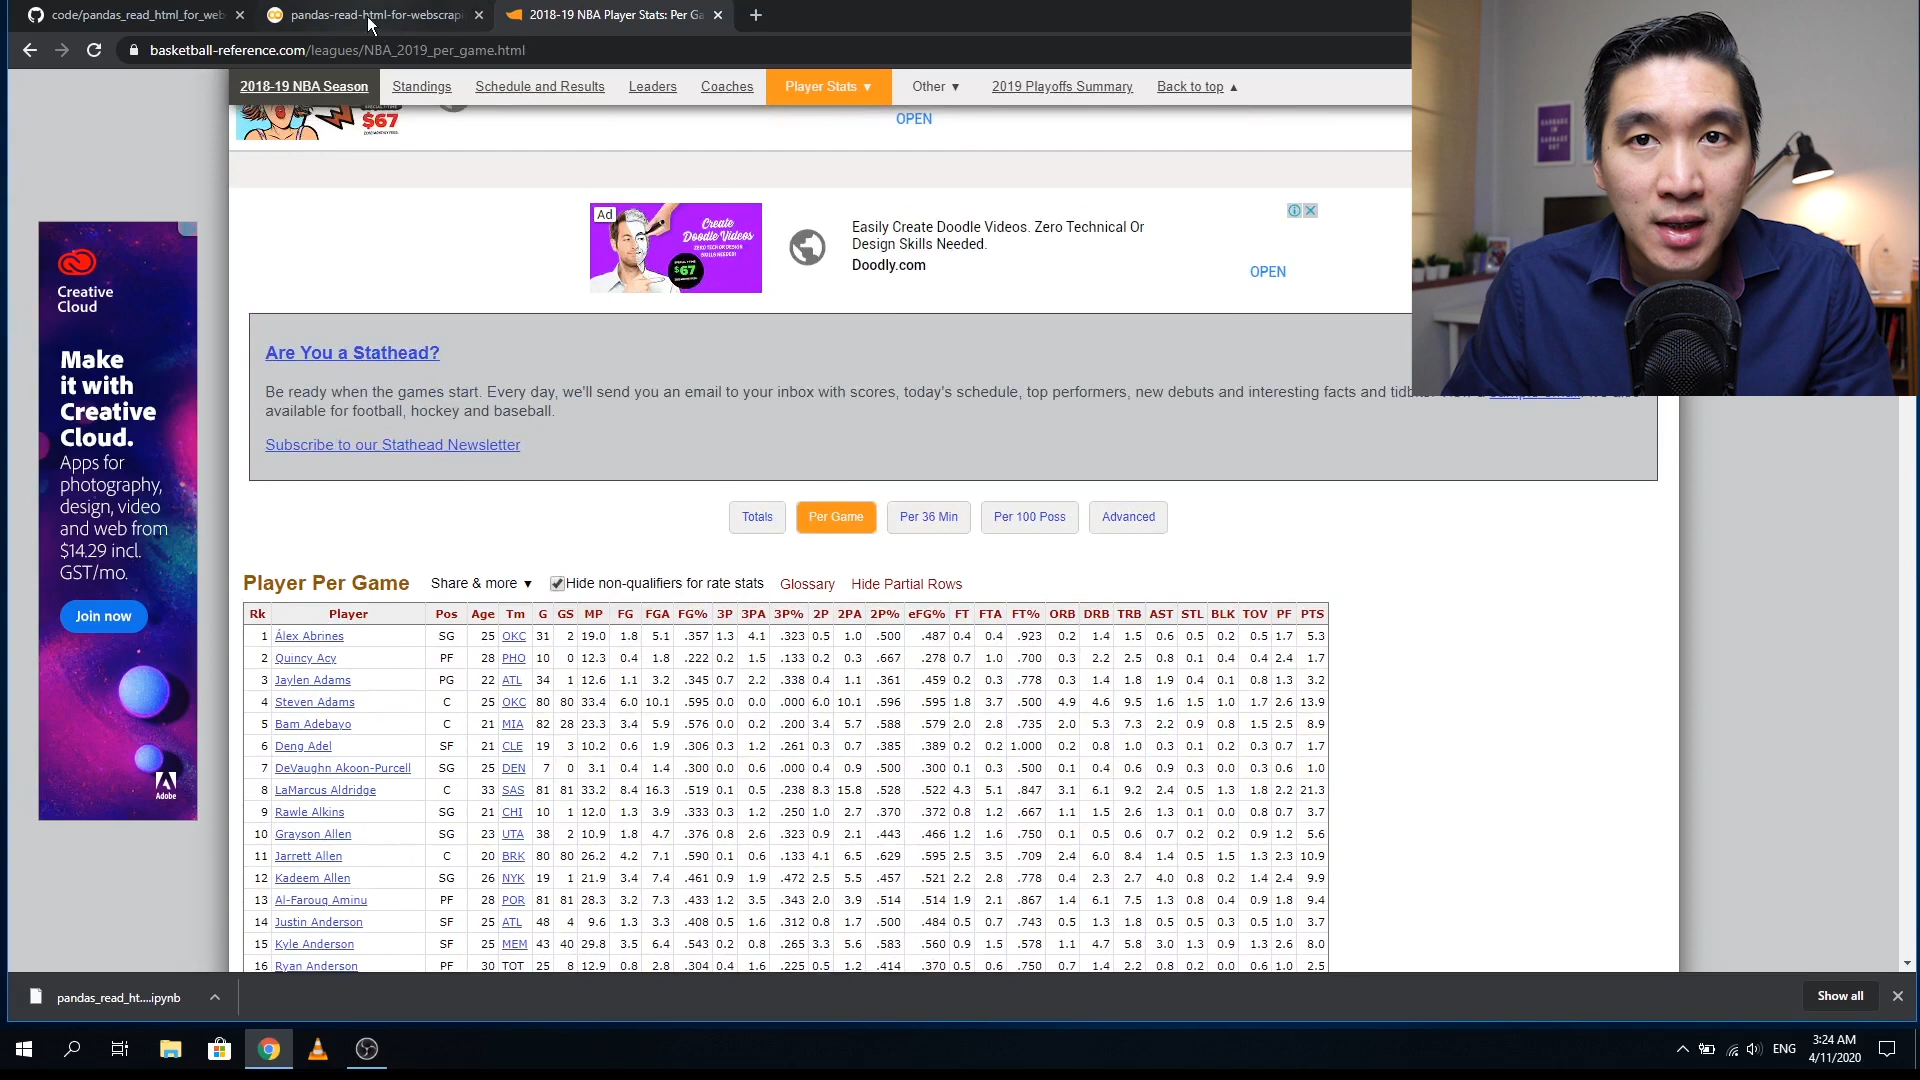 code/pandas_read_html_for_web
pandas-read-html-for-webscrapi
2018-19 NBA Player Stats: Per Ga
basketball-reference.com/leagues/NBA_2019_per_game.html
2018-19 NBA Season Standings Schedule and Results Leaders Coaches Player Stats ▼ Other ▼ 2019 Playoffs Summary Back to top ▲
$67
OPEN
Ad
Create
Doodle Videos
ZERO TECH OR DESIGN
SKILLS NEEDED!
$67
Easily Create Doodle Videos. Zero Technical Or
Design Skills Needed.
Doodly.com
OPEN
GARBAGE
IN
GARBAGE
OUT
Creative
Cloud
Make
it with
Creative
Cloud.
Apps for
photography,
design, video
and web from
$14.29 incl.
GST/mo.
Join now
Adobe
Are You a Stathead?
Be ready when the games start. Every day, we'll send you an email to your inbox with scores, today's schedule, top performers, new debuts and interesting facts and
available for football, hockey and baseball.
Subscribe to our Stathead Newsletter
Totals Per Game Per 36 Min Per 100 Poss Advanced
Player Per Game Share & more ▼ Hide non-qualifiers for rate stats Glossary Hide Partial Rows
Rk Player Pos Age Tm G GS MP FG FGA FG% 3P 3PA 3P% 2P 2PA 2P% eFG% FT FTA FT% ORB DRB TRB AST STL BLK TOV PF PTS
1 Álex Abrines SG 25 OKC 31 2 19.0 1.8 5.1 .357 1.3 4.1 .323 0.5 1.0 .500 .487 0.4 0.4 .923 0.2 1.4 1.5 0.6 0.5 0.2 0.5 1.7 5.3
2 Quincy Acy PF 28 PHO 10 0 12.3 0.4 1.8 .222 0.2 1.5 .133 0.2 0.3 .667 .278 0.7 1.0 .700 0.3 2.2 2.5 0.8 0.1 0.4 0.4 2.4 1.7
3 Jaylen Adams PG 22 ATL 34 1 12.6 1.1 3.2 .345 0.7 2.2 .338 0.4 1.1 .361 .459 0.2 0.3 .778 0.3 1.4 1.8 1.9 0.4 0.1 0.8 1.3 3.2
4 Steven Adams C 25 OKC 80 80 33.4 6.0 10.1 .595 0.0 0.0 .000 6.0 10.1 .596 .595 1.8 3.7 .500 4.9 4.6 9.5 1.6 1.5 1.0 1.7 2.6 13.9
5 Bam Adebayo C 21 MIA 82 28 23.3 3.4 5.9 .576 0.0 0.2 .200 3.4 5.7 .588 .579 2.0 2.8 .735 2.0 5.3 7.3 2.2 0.9 0.8 1.5 2.5 8.9
6 Deng Adel SF 21 CLE 19 3 10.2 0.6 1.9 .306 0.3 1.2 .261 0.3 0.7 .385 .389 0.2 0.2 1.000 0.2 0.8 1.0 0.3 0.1 0.2 0.3 0.7 1.7
7 DeVaughn Akoon-Purcell SG 25 DEN 7 0 3.1 0.4 1.4 .300 0.0 0.6 .000 0.4 0.9 .500 .300 0.1 0.3 .500 0.1 0.4 0.6 0.9 0.3 0.0 0.3 0.6 1.0
8 LaMarcus Aldridge C 33 SAS 81 81 33.2 8.4 16.3 .519 0.1 0.5 .238 8.3 15.8 .528 .522 4.3 5.1 .847 3.1 6.1 9.2 2.4 0.5 1.3 1.8 2.2 21.3
9 Rawle Alkins SG 21 CHI 10 1 12.0 1.3 3.9 .333 0.3 1.2 .250 1.0 2.7 .370 .372 0.8 1.2 .667 1.1 1.5 2.6 1.3 0.1 0.0 0.8 0.7 3.7
10 Grayson Allen SG 23 UTA 38 2 10.9 1.8 4.7 .376 0.8 2.6 .323 0.9 2.1 .443 .466 1.2 1.6 .750 0.1 0.5 0.6 0.7 0.2 0.2 0.9 1.2 5.6
11 Jarrett Allen C 20 BRK 80 80 26.2 4.2 7.1 .590 0.1 0.6 .133 4.1 6.5 .629 .595 2.5 3.5 .709 2.4 6.0 8.4 1.4 0.5 1.5 1.3 2.3 10.9
12 Kadeem Allen SG 26 NYK 19 1 21.9 3.4 7.4 .461 0.9 1.9 .472 2.5 5.5 .457 .521 2.2 2.8 .778 0.4 2.3 2.7 4.0 0.8 0.2 1.4 2.4 9.9
13 Al-Farouq Aminu PF 28 POR 81 81 28.3 3.2 7.3 .433 1.2 3.5 .343 2.0 3.9 .514 .514 1.9 2.1 .867 1.4 6.1 7.5 1.3 0.8 0.4 0.9 1.8 9.4
14 Justin Anderson SF 25 ATL 48 4 9.6 1.3 3.3 .408 0.5 1.6 .312 0.8 1.7 .500 .484 0.5 0.7 .743 0.5 1.3 1.8 0.5 0.5 0.3 0.5 1.0 3.7
15 Kyle Anderson SF 25 MEM 43 40 29.8 3.5 6.4 .543 0.2 0.8 .265 3.3 5.6 .583 .560 0.9 1.5 .578 1.1 4.7 5.8 3.0 1.3 0.9 1.3 2.6 8.0
16 Ryan Anderson PF 30 TOT 25 8 12.9 0.8 2.8 .304 0.4 1.6 .225 0.5 1.2 .414 .370 0.5 0.6 .750 0.7 1.4 2.2 0.8 0.2 0.0 0.6 1.0 2.5
pandas_read_ht....ipynb
Show all
ENG
3:24 AM
4/11/2020